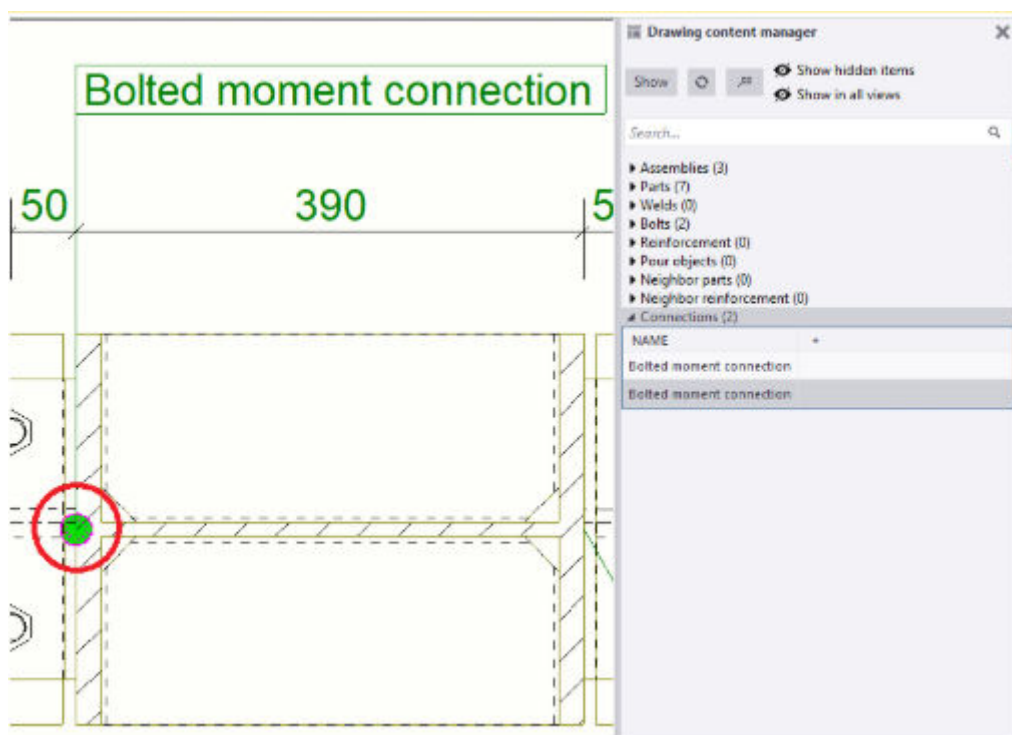 Bolted moment connection
50
390
5
Drawing content manager
Show
Show hidden items
Show in all views
Search...
Assemblies (3)
Parts (7)
Welds (0)
Bolts (2)
Reinforcement (0)
Pour objects (0)
Neighbor parts (0)
Neighbor reinforcement (0)
Connections (2)
NAME
Bolted moment connection
Bolted moment connection